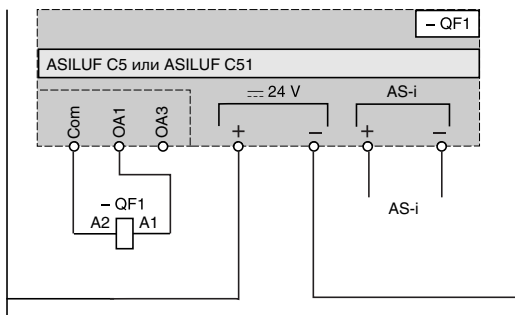 – QF1
ASILUF C5 или ASILUF C51
24 V
AS-i
Com
OA1
OA3
+
–
+
–
– QF1
A2
A1
AS-i